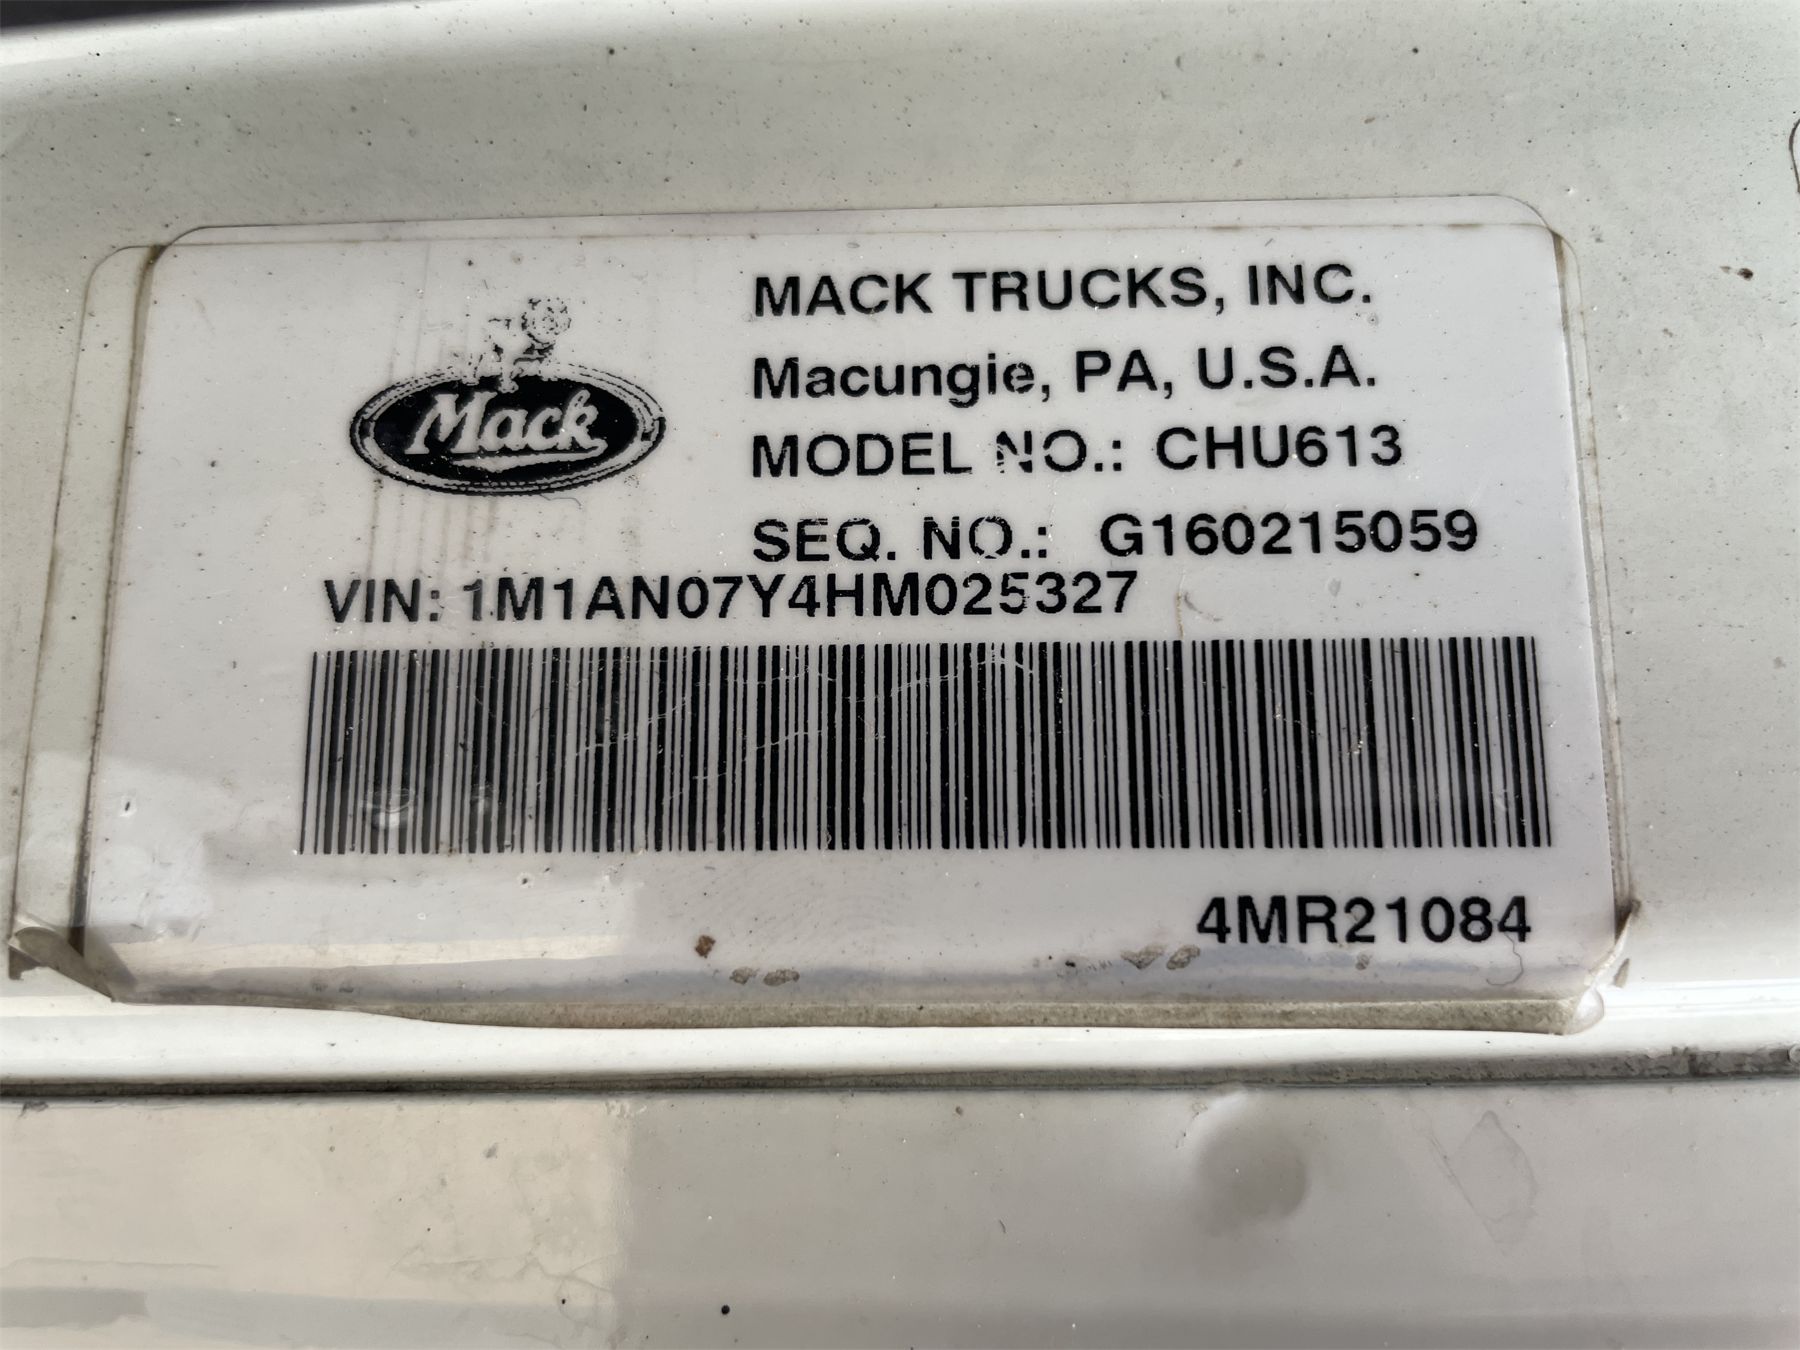 MACK TRUCKS, INC.
Macungie, PA, U.S.A.
Mack
MODEL NO.: CHU613
SEQ. NO.: G160215059
VIN: 1M1AN07Y4HM025327
4MR21084